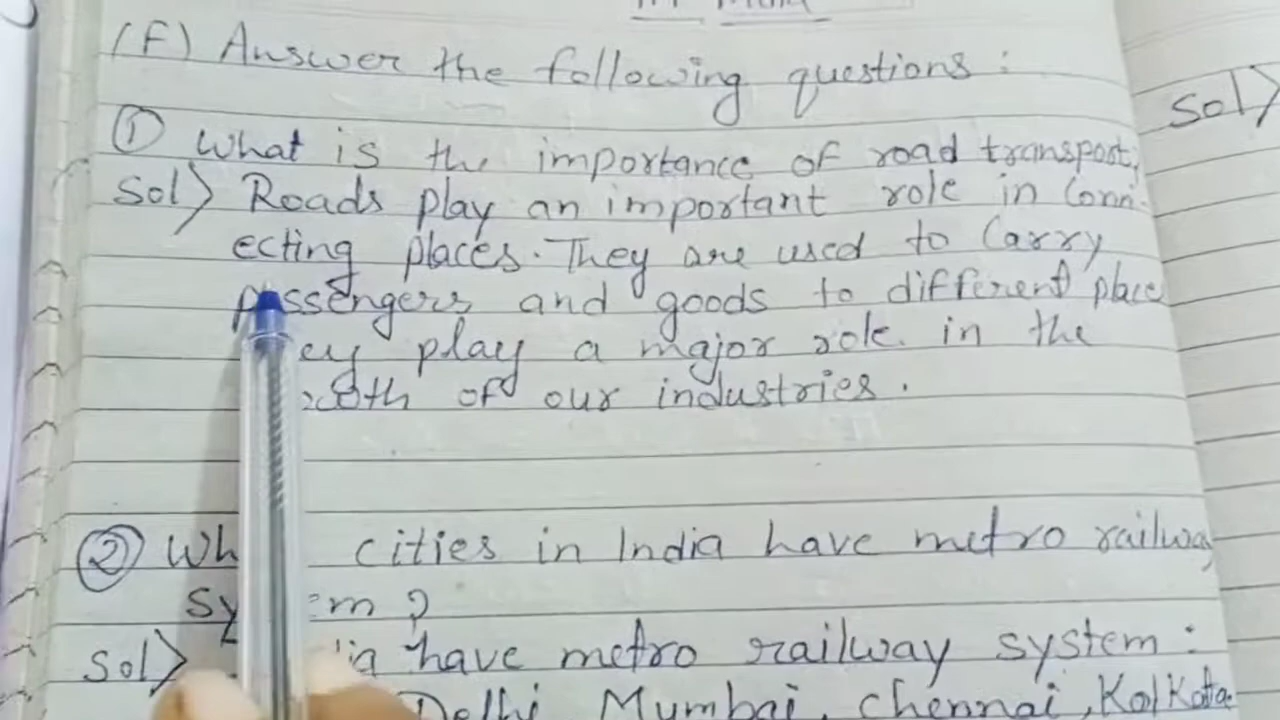 (F) Answer the following questions :
① What is the importance of road transport,
Sol) Roads play an important role in Conn-
ecting places. They are used to Carry
passengers and goods to different place
play a major role in the
of our industries.
② cities in India have metro railway
Sol) have metro railway system :
Delhi, Mumbai, Chennai, Kolkata
Sol)